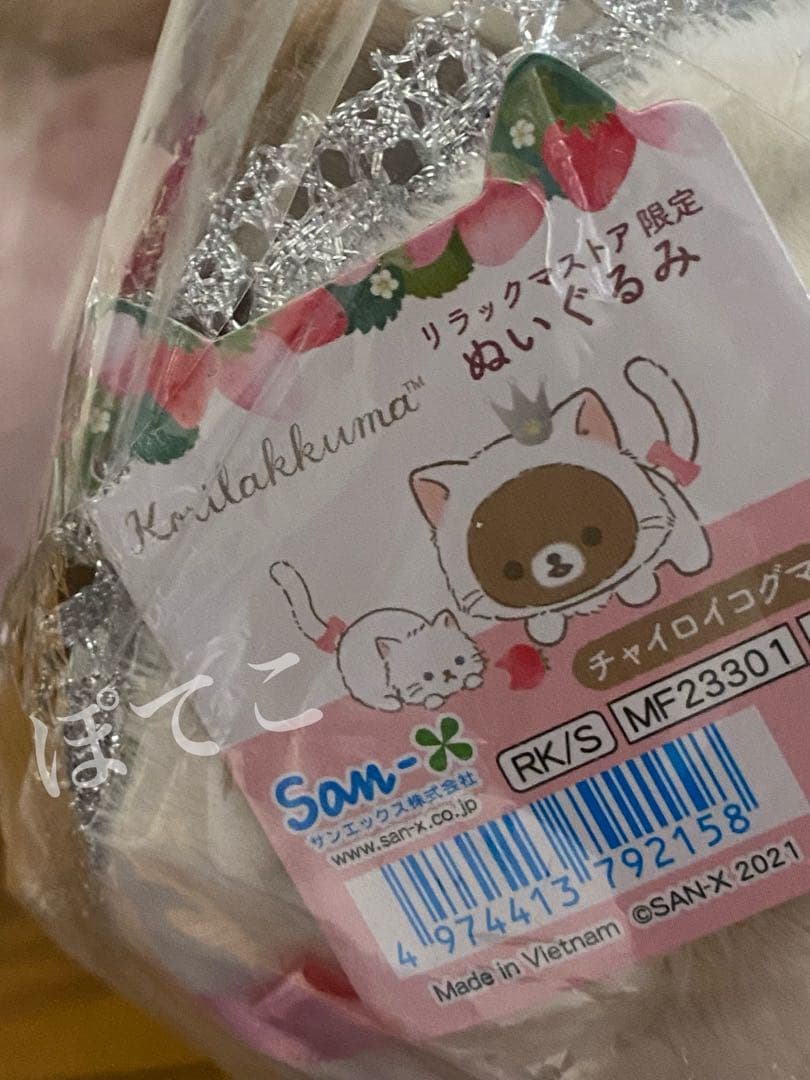 リラックマストア 限定
ぬいぐるみ
Korilakkuma™
チャイロイコグマ
ぽてこ
San-X
サンエックス株式会社
www.san-x.co.jp
RK/S
MF23301
4 974413 792158
Made in Vietnam ©SAN-X 2021